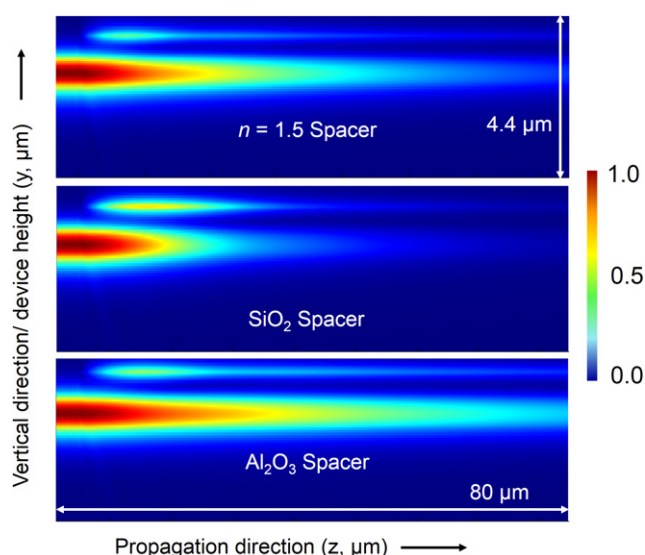 Vertical direction/ device height (y, μm)
n = 1.5 Spacer
4.4 μm
SiO₂ Spacer
1.0
0.5
0.0
Al₂O₃ Spacer
80 μm
Propagation direction (z, μm)